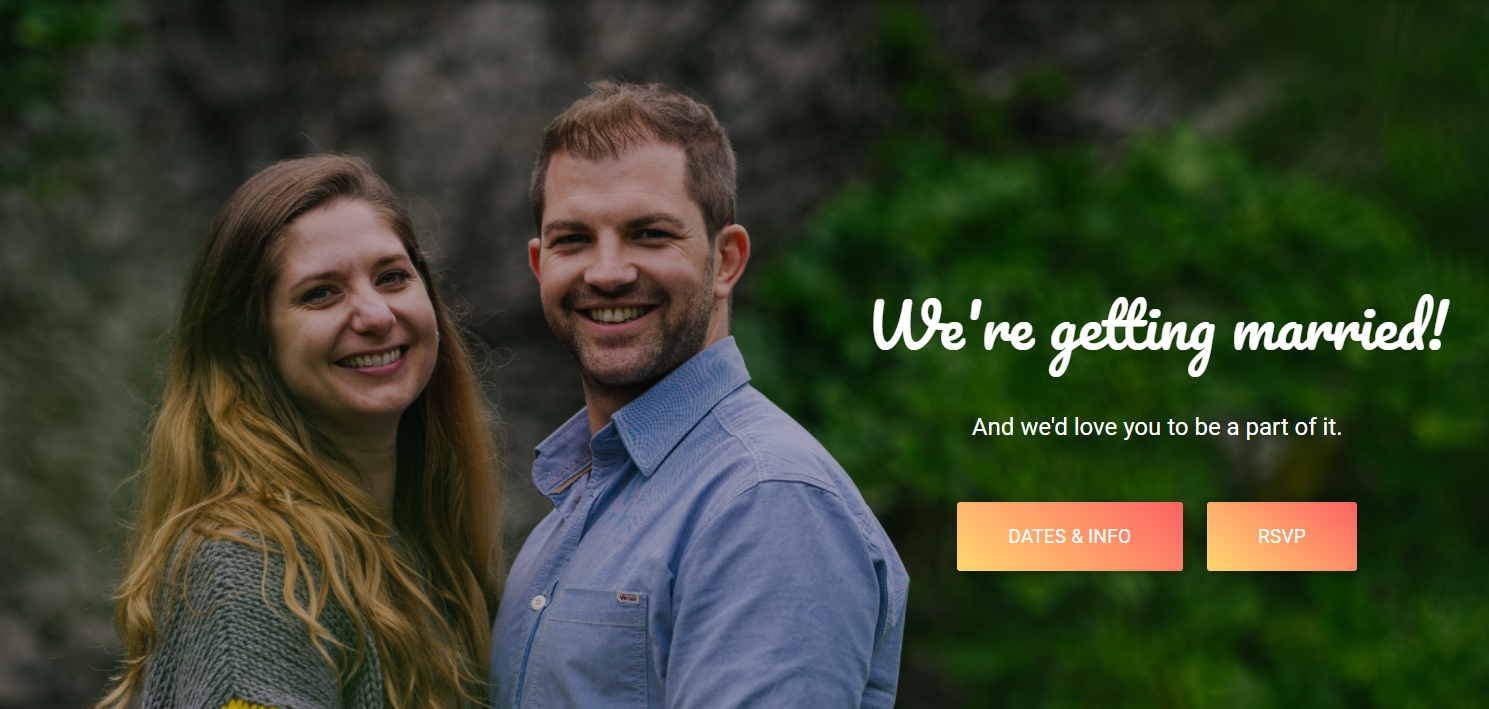 We're getting married!
And we'd love you to be a part of it.
DATES & INFO
RSVP